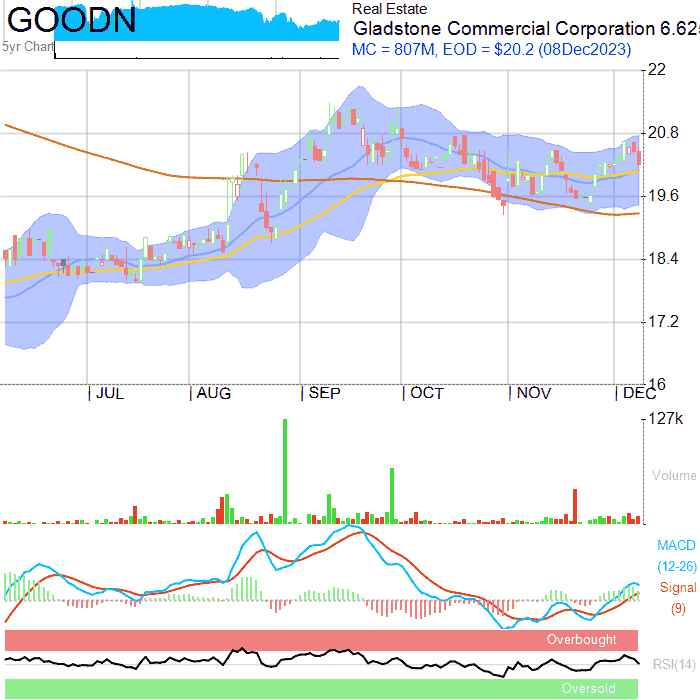 GOODN
Real Estate
Gladstone Commercial Corporation 6.62
5yr Chart
MC = 807M, EOD = $20.2 (08Dec2023)
22
20.8
19.6
18.4
17.2
16
JUL AUG SEP OCT NOV DEC
127k
Volume
MACD
(12-26)
Signal
(9)
Overbought
RSI(14)
Oversold